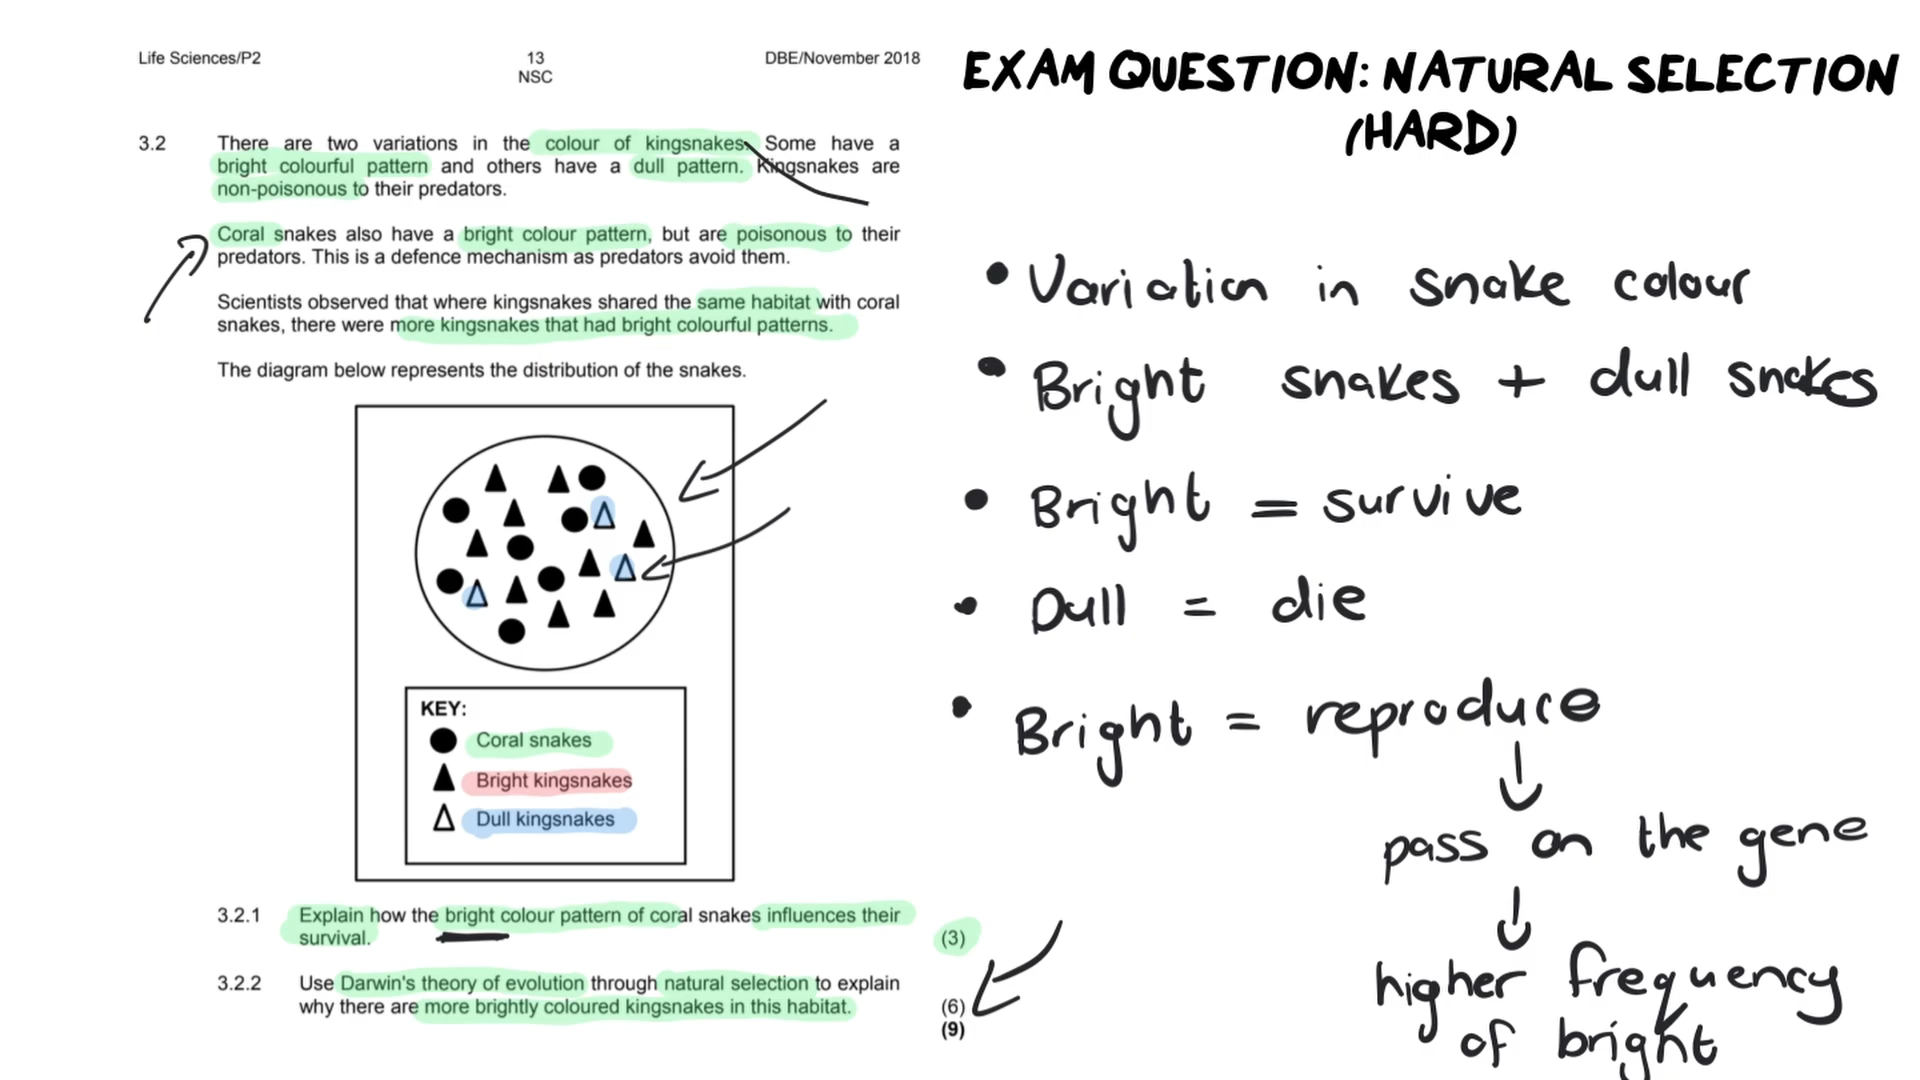 Life Sciences/P2 13 DBE/November 2018
NSC
EXAM QUESTION: NATURAL SELECTION
(HARD)
3.2 There are two variations in the colour of kingsnakes. Some have a
bright colourful pattern and others have a dull pattern. Kingsnakes are
non-poisonous to their predators.
Coral snakes also have a bright colour pattern, but are poisonous to their
predators. This is a defence mechanism as predators avoid them.
Scientists observed that where kingsnakes shared the same habitat with coral
snakes, there were more kingsnakes that had bright colourful patterns.
The diagram below represents the distribution of the snakes.
KEY:
Coral snakes
Bright kingsnakes
Dull kingsnakes
3.2.1 Explain how the bright colour pattern of coral snakes influences their
survival. (3)
3.2.2 Use Darwin's theory of evolution through natural selection to explain
why there are more brightly coloured kingsnakes in this habitat. (6)
(9)
• Variation in snake colour
• Bright snakes + dull snakes
• Bright = survive
• Dull = die
• Bright = reproduce
pass on the gene
higher frequency
of bright